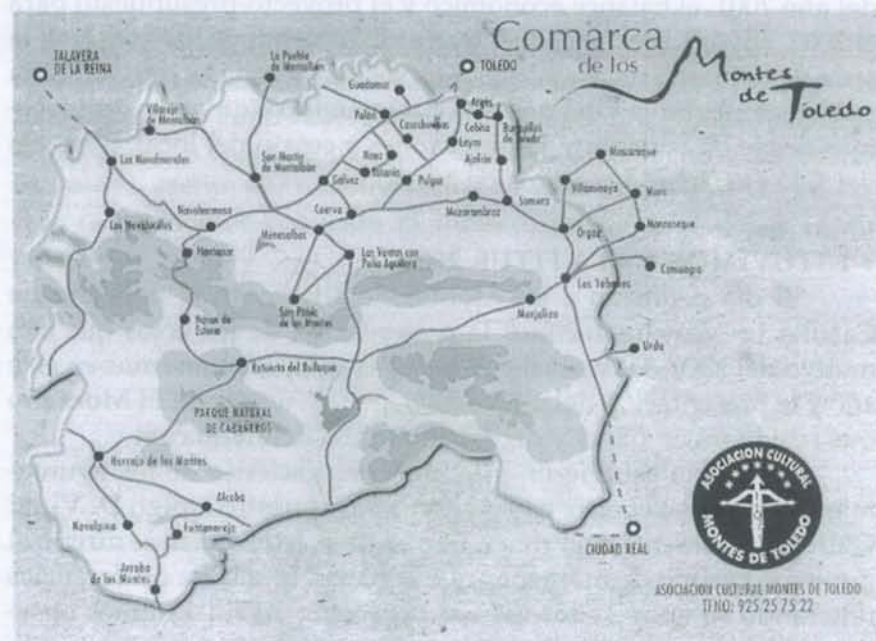 Comarca
de los
Montes
de Toledo
TALAVERA
DE LA REINA
La Puebla
de Montalbán
TOLEDO
Guadamur
Villarejo
de Montalbán
Polán
Argés
Cobisa
Burguillos
de Toledo
Casasbuenas
Layos
Mascaraque
Los Navalmorales
San Martín
de Montalbán
Noez
Totanés
Ajofrín
Villaminaya
Mora
Gálvez
Pulgar
Los Navalucillos
Navahermosa
Cuerva
Mazarambroz
Sonseca
Orgaz
Manzaneque
Menasalbas
Hontanar
Las Ventas con
Peña Aguilera
Consuegra
Los Yébenes
San Pablo
de los Montes
Marjaliza
Retuerta del Bullaque
Urda
PARQUE NATURAL
DE CABAÑEROS
Horcajo de los Montes
Alcoba
Navalpino
Fontanarejo
Arroba
de los Montes
CIUDAD REAL
ASOCIACION CULTURAL
MONTES DE TOLEDO
ASOCIACION CULTURAL MONTES DE TOLEDO
TFNO: 925 25 75 22